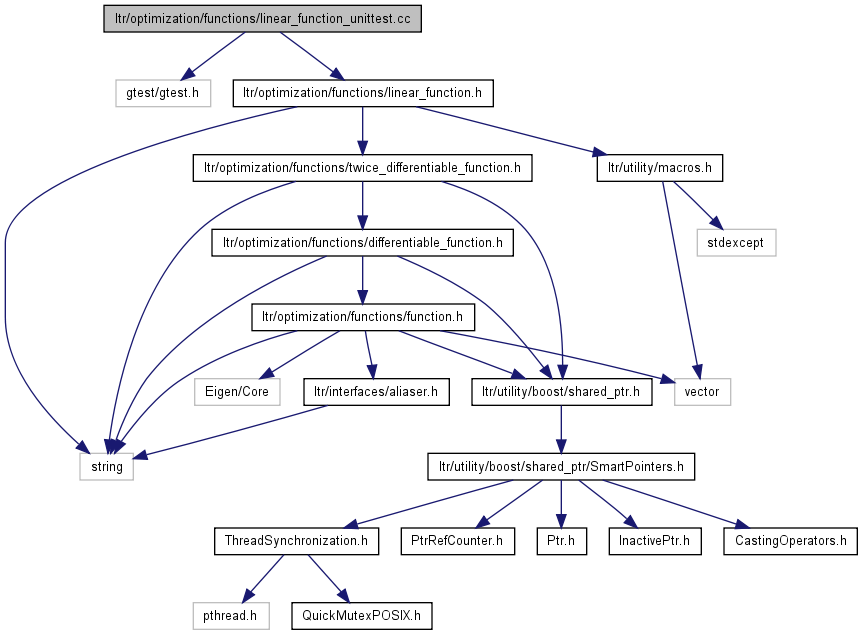 ltr/optimization/functions/linear_function_unittest.cc
gtest/gtest.h
ltr/optimization/functions/linear_function.h
ltr/optimization/functions/twice_differentiable_function.h
ltr/utility/macros.h
ltr/optimization/functions/differentiable_function.h
stdexcept
ltr/optimization/functions/function.h
Eigen/Core
ltr/interfaces/aliaser.h
ltr/utility/boost/shared_ptr.h
vector
string
ltr/utility/boost/shared_ptr/SmartPointers.h
ThreadSynchronization.h
PtrRefCounter.h
Ptr.h
InactivePtr.h
CastingOperators.h
pthread.h
QuickMutexPOSIX.h